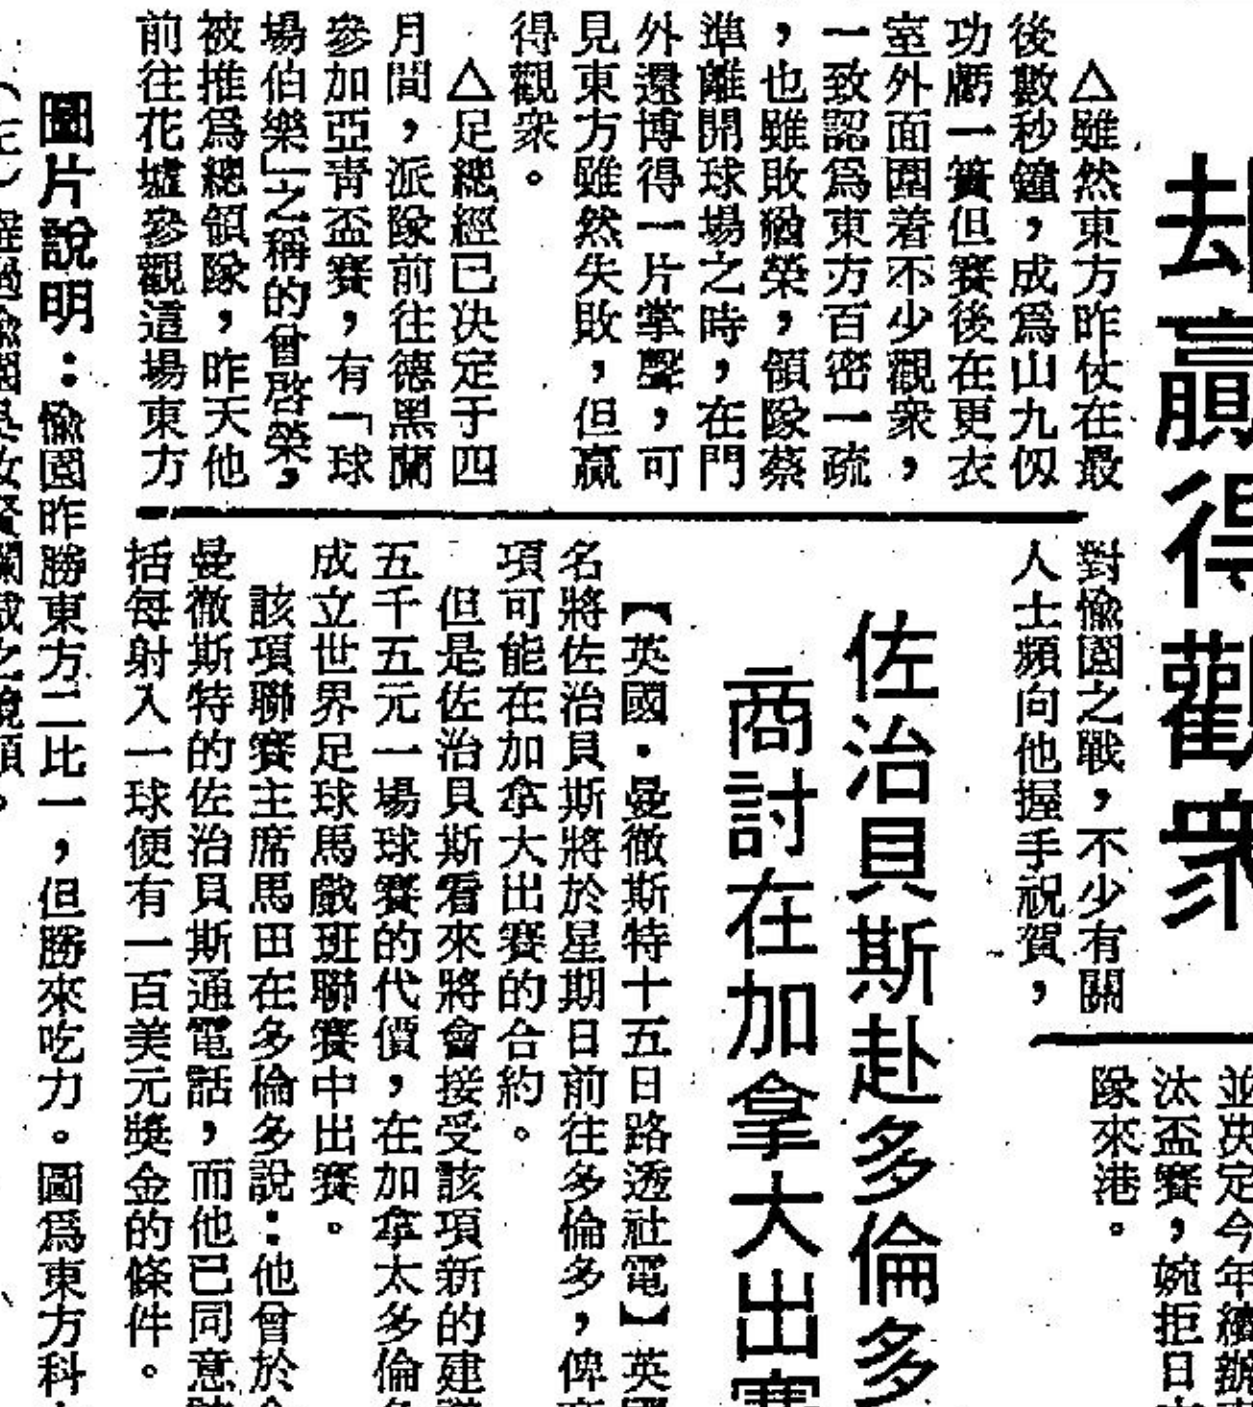 却贏得觀衆
△雖然東方昨仗在最
後數秒鐘，成爲山九仭
功虧一簣但賽後在更衣
室外面圍着不少觀衆，
一致認爲東方百密一疏
，也雖敗猶榮，領隊蔡
準離開球場之時，在門
外還博得一片掌聲，可
見東方雖然失敗，但贏
得觀衆。
△足總經已決定于四
月間，派隊前往德黑蘭
參加亞青盃賽，有「球
場伯樂」之稱的曾啓榮，
被推爲總領隊，昨天他
前往花墟參觀這場東方
對愉園之戰，不少有關
人士頻向他握手祝賀，
並決定今年續辦
汰盃賽，婉拒日
隊來港。
佐治貝斯赴多倫多
商討在加拿大出賽
【英國·曼徹斯特十五日路透社電】英國
名將佐治貝斯將於星期日前往多倫多，俾
項可能在加拿大出賽的合約。
但是佐治貝斯看來將會接受該項新的建
五千五元一場球賽的代價，在加拿太多倫
成立世界足球馬戲班聯賽中出賽。
該項聯賽主席馬田在多倫多說：他曾於
曼徹斯特的佐治貝斯通電話，而他已同意
括每射入一球便有一百美元獎金的條件。
圖片說明：愉園昨勝東方二比一，但勝來吃力。圖爲東方科